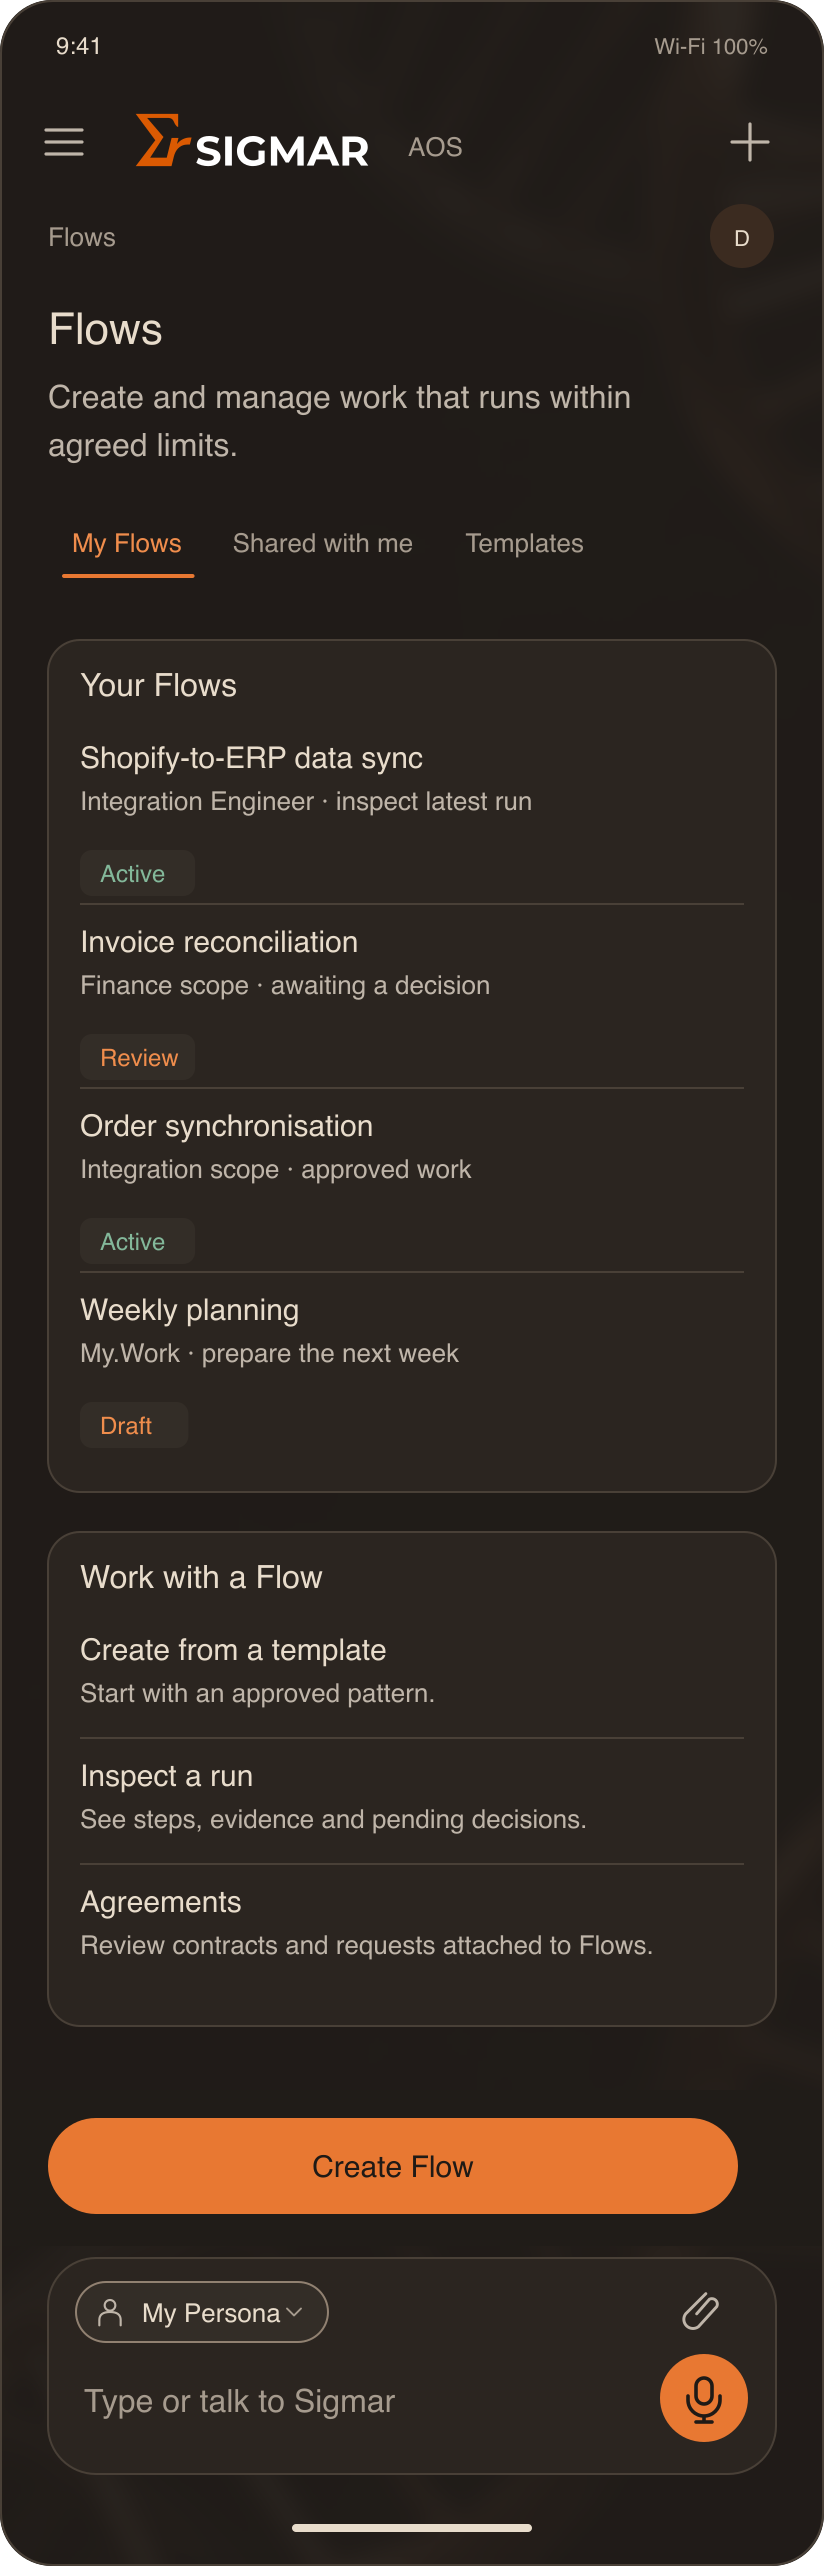 9:41
Wi-Fi 100%
Σr SIGMAR
AOS
Flows
D
Flows
Create and manage work that runs within
agreed limits.
My Flows
Shared with me
Templates
Your Flows
Shopify-to-ERP data sync
Integration Engineer · inspect latest run
Active
Invoice reconciliation
Finance scope · awaiting a decision
Review
Order synchronisation
Integration scope · approved work
Active
Weekly planning
My.Work · prepare the next week
Draft
Work with a Flow
Create from a template
Start with an approved pattern.
Inspect a run
See steps, evidence and pending decisions.
Agreements
Review contracts and requests attached to Flows.
Create Flow
My Persona
Type or talk to Sigmar